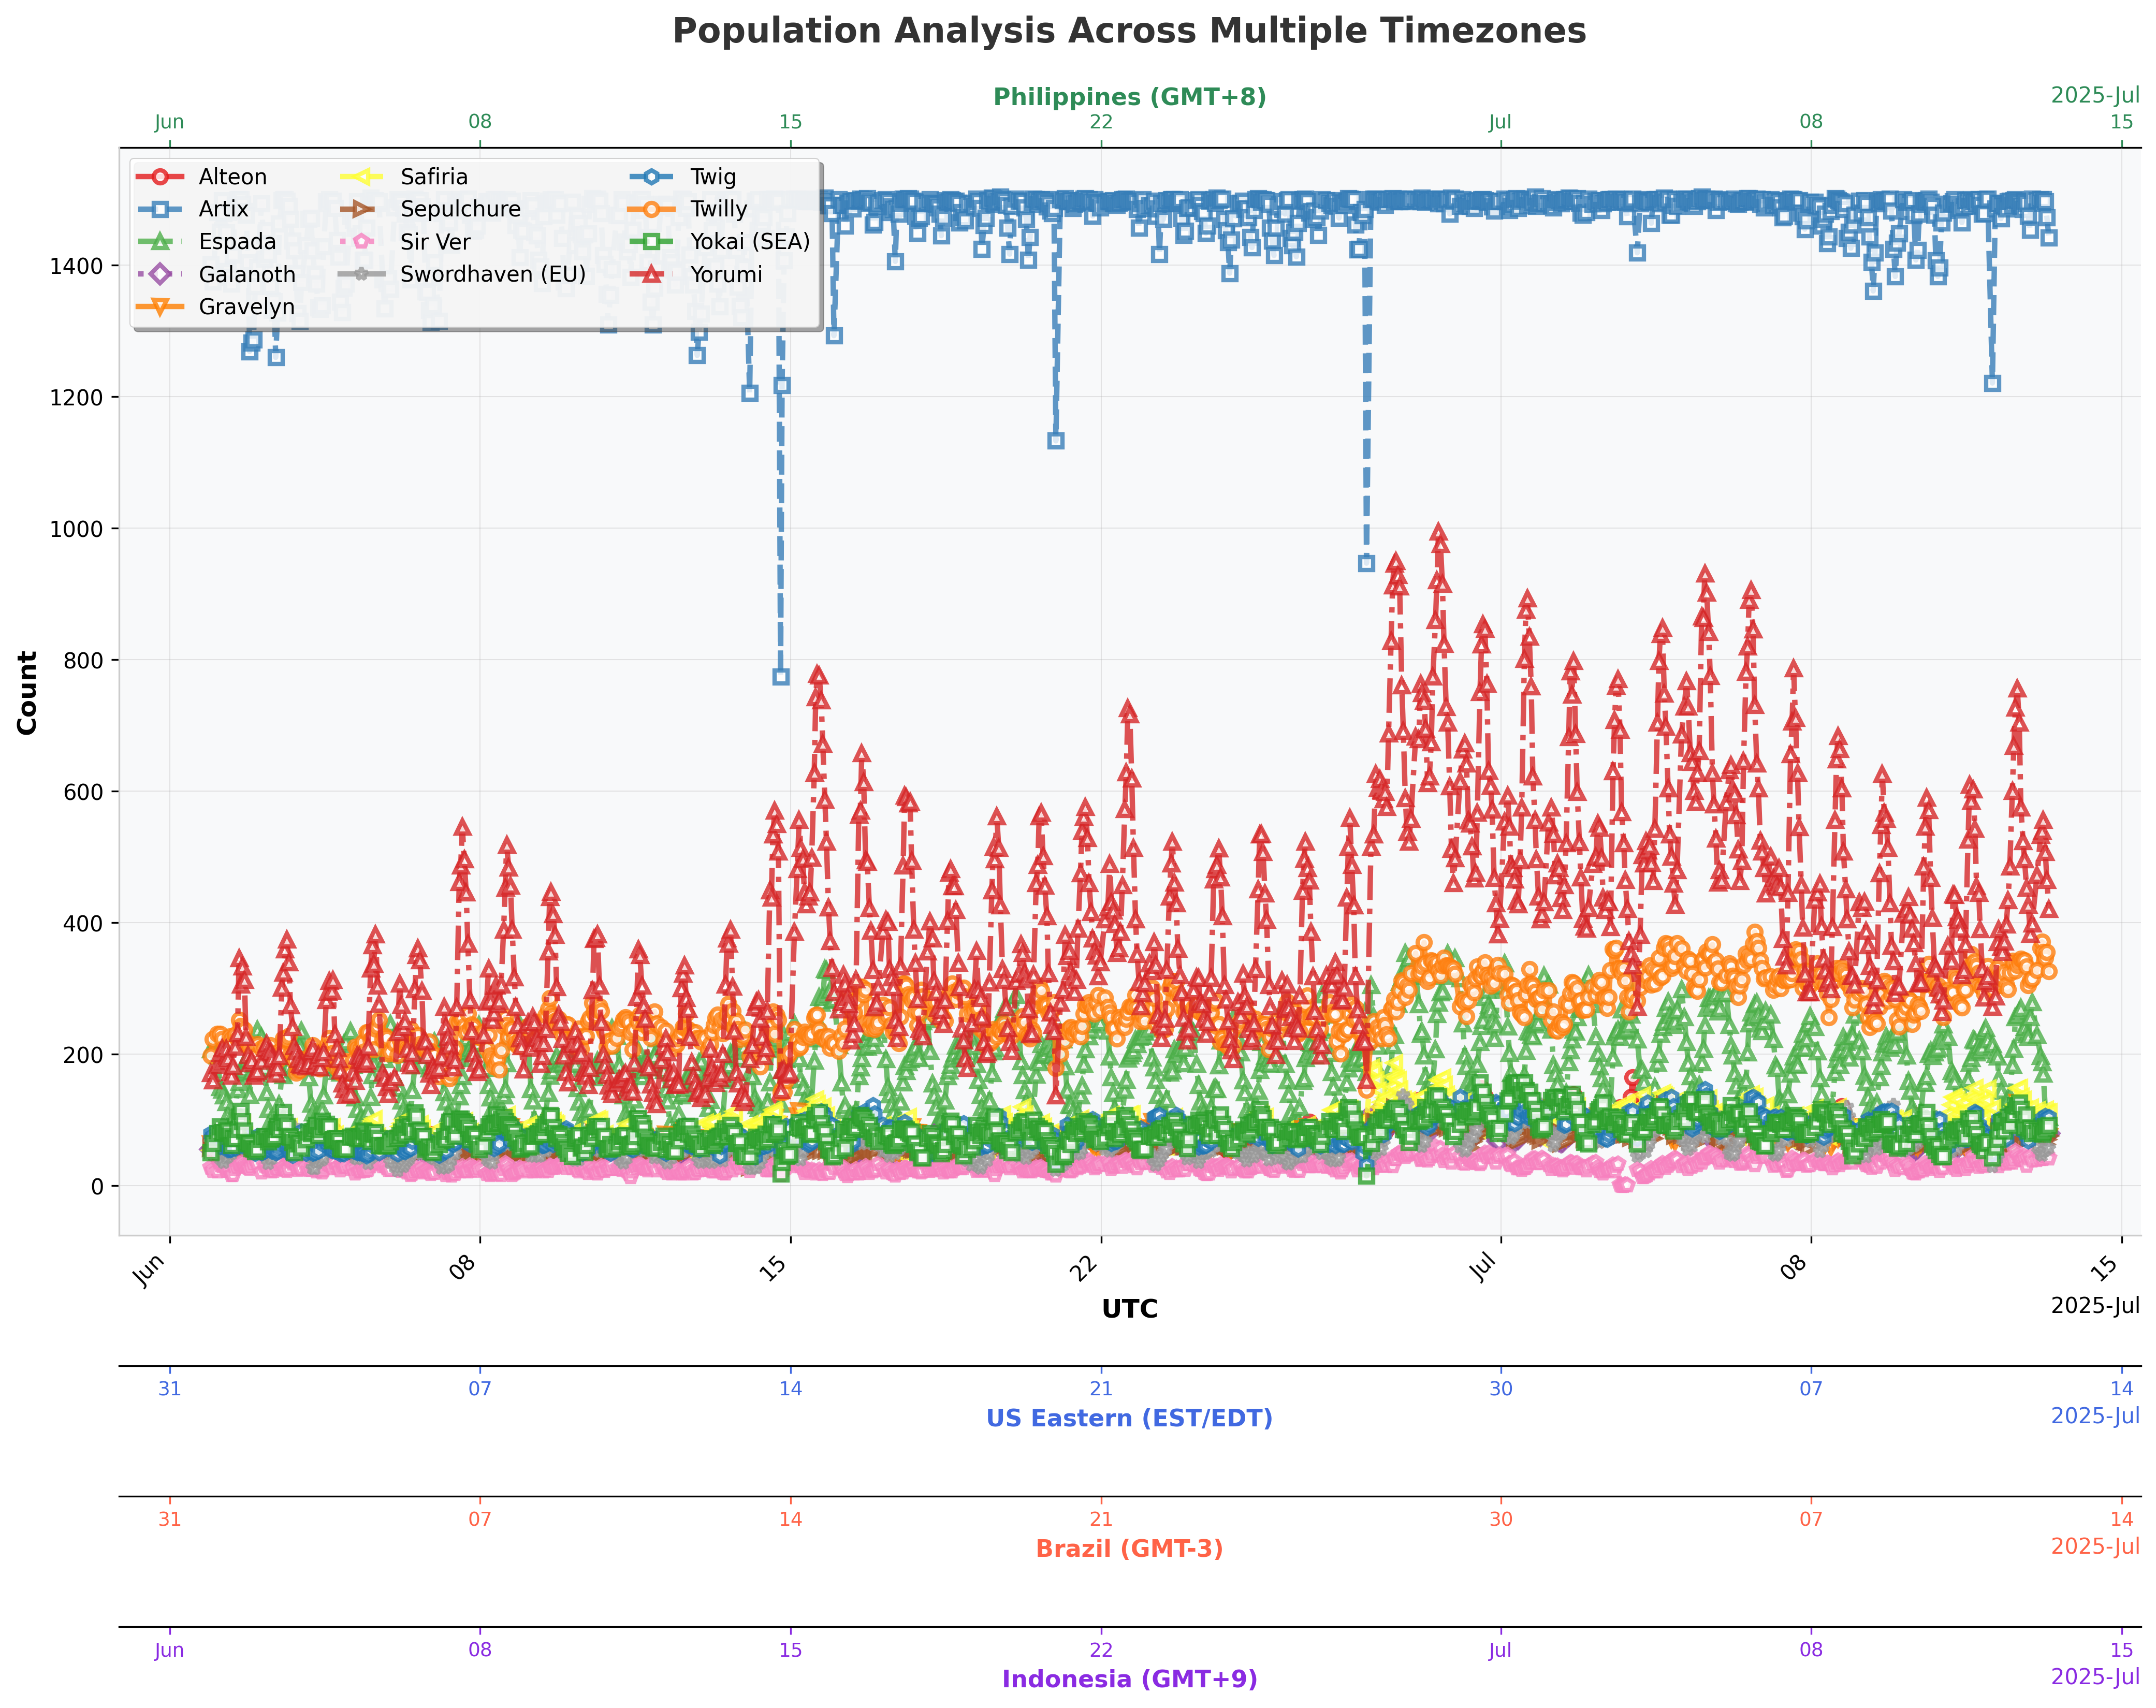 Population Analysis Across Multiple Timezones
Philippines (GMT+8)
2025-Jul
Jun 08 15 22 Jul 08 15
Alteon Safiria Twig
Artix Sepulchure Twilly
Espada Sir Ver Yokai (SEA)
Galanoth Swordhaven (EU) Yorumi
Gravelyn
1400
1200
1000
800
600
400
200
0
Count
Jun 08 15 22 Jul 08 15
UTC
2025-Jul
31 07 14 21 30 07 14
US Eastern (EST/EDT)
2025-Jul
31 07 14 21 30 07 14
Brazil (GMT-3)
2025-Jul
Jun 08 15 22 Jul 08 15
Indonesia (GMT+9)
2025-Jul